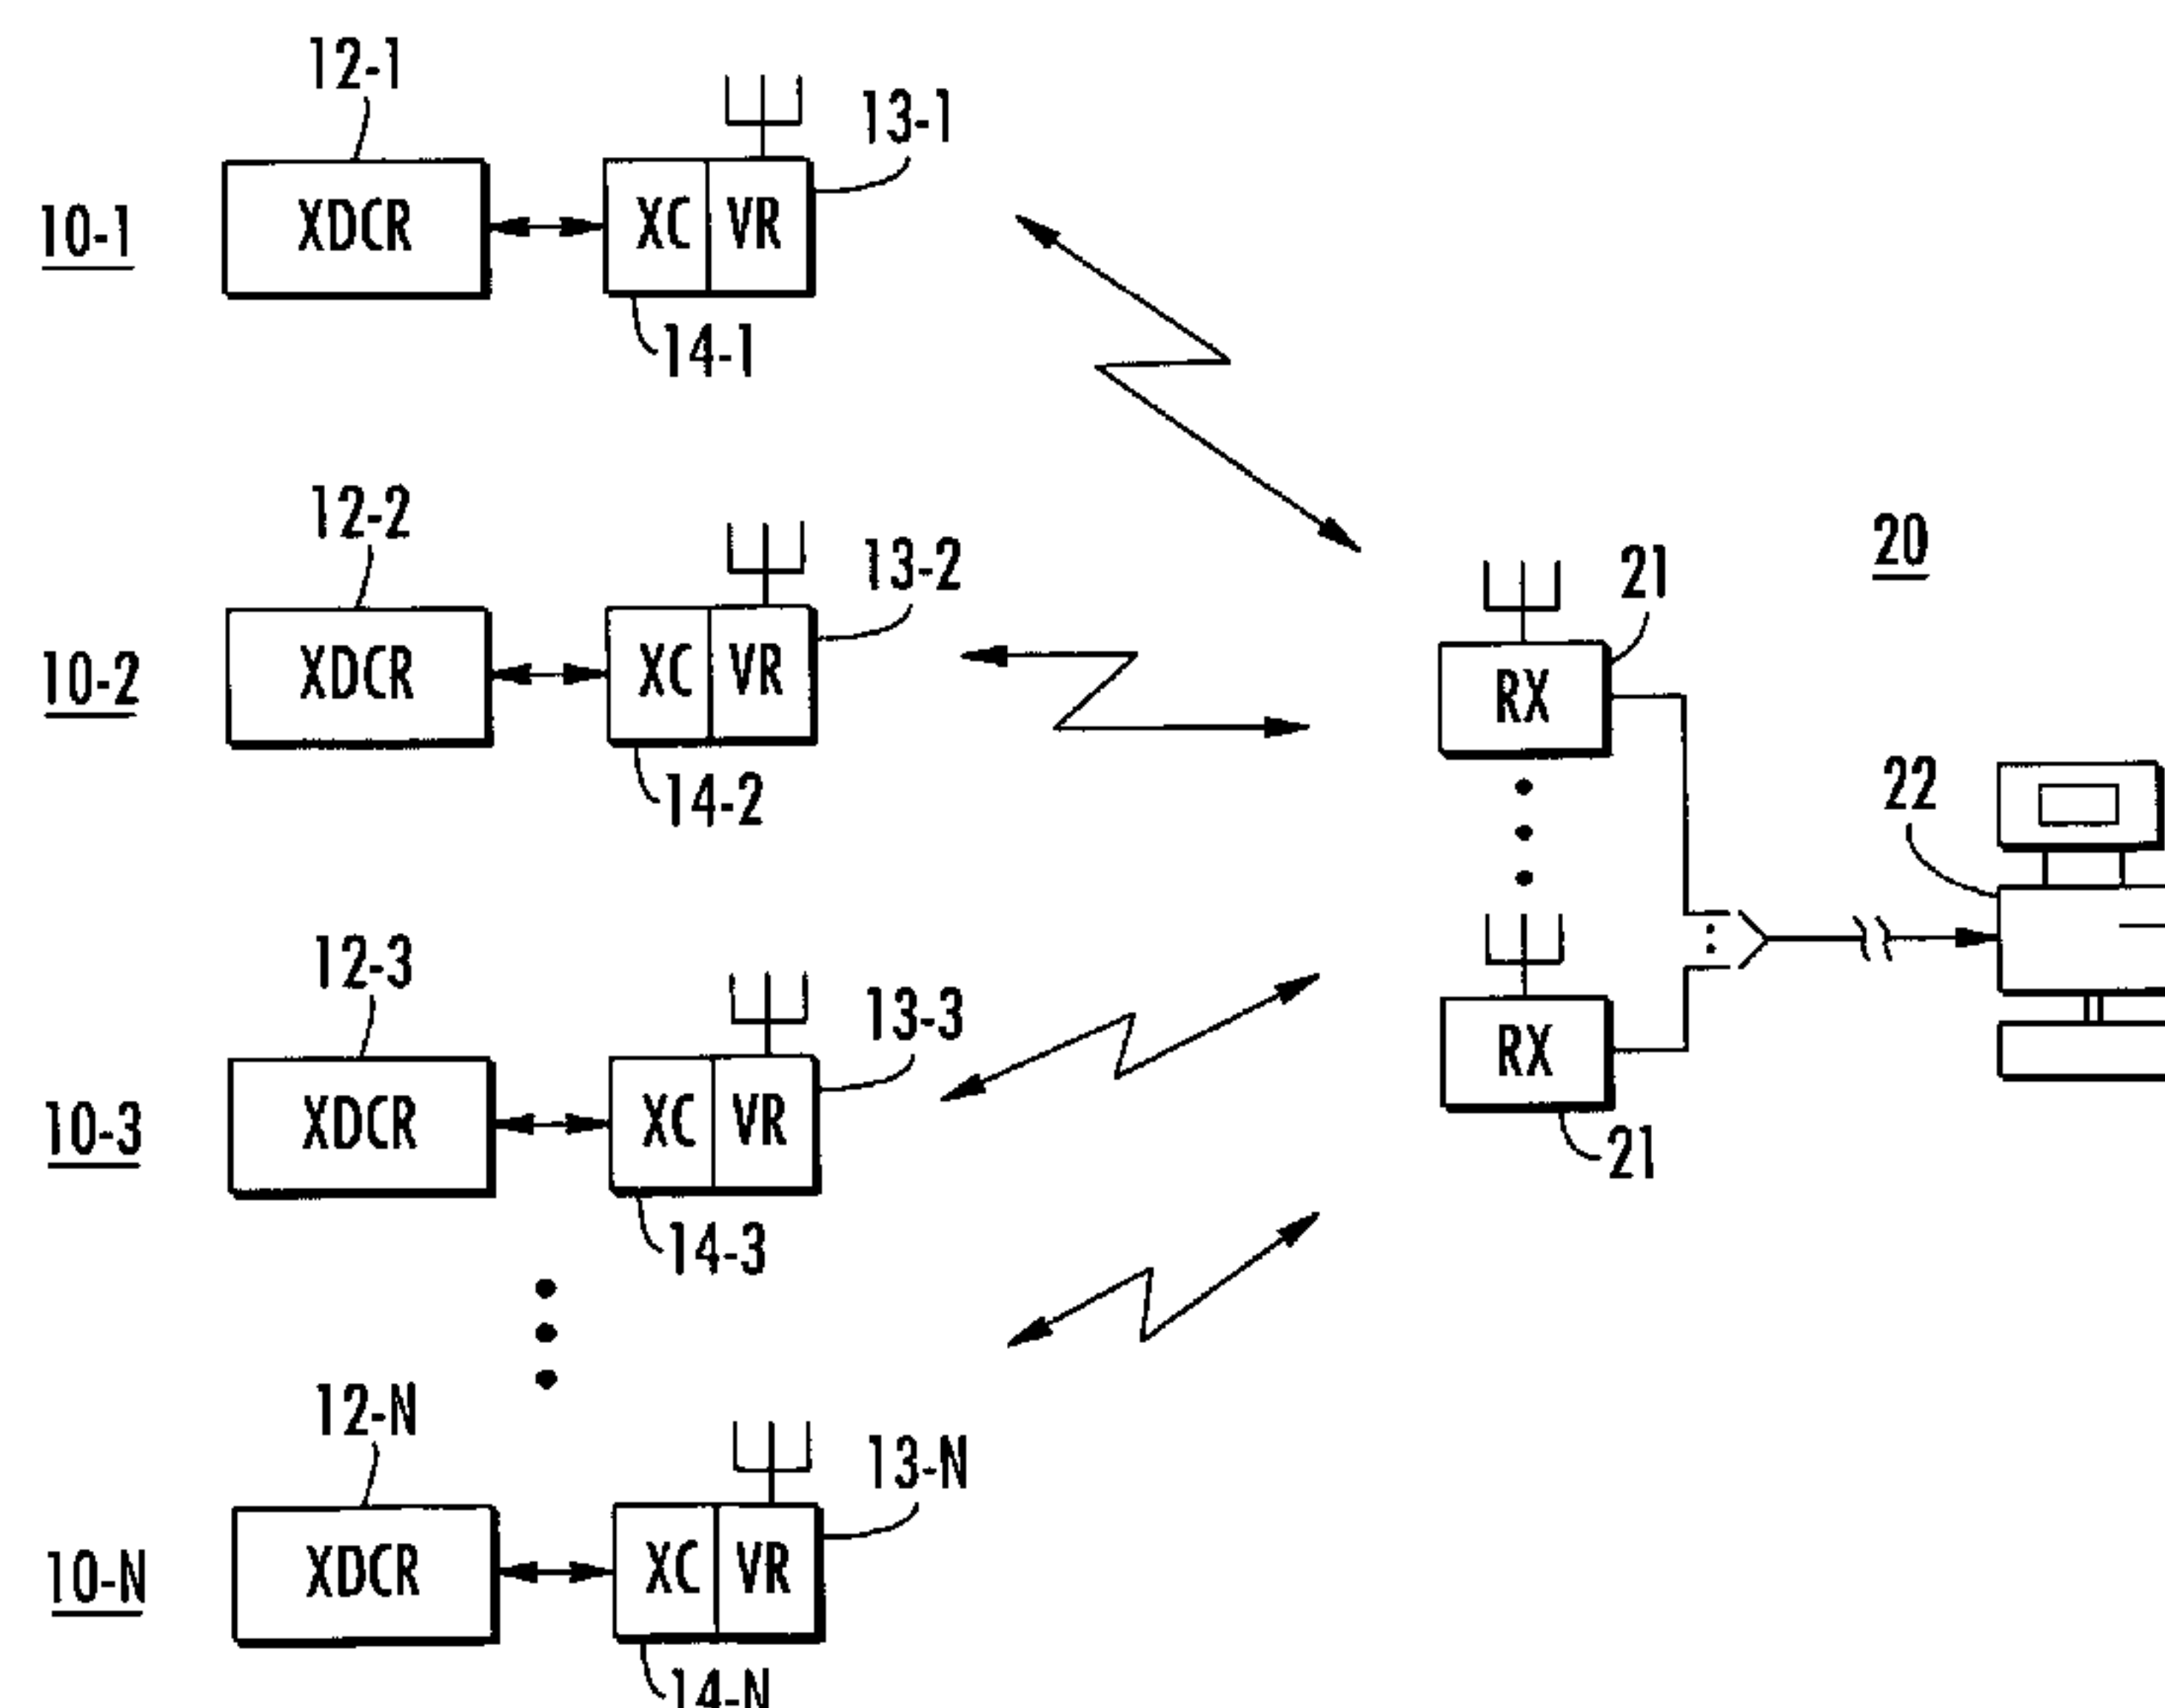 12-1
13-1
10-1
XDCR
XC
VR
14-1
12-2
13-2
10-2
XDCR
XC
VR
14-2
12-3
13-3
10-3
XDCR
XC
VR
14-3
12-N
13-N
10-N
XDCR
XC
VR
14-N
20
21
RX
22
RX
21